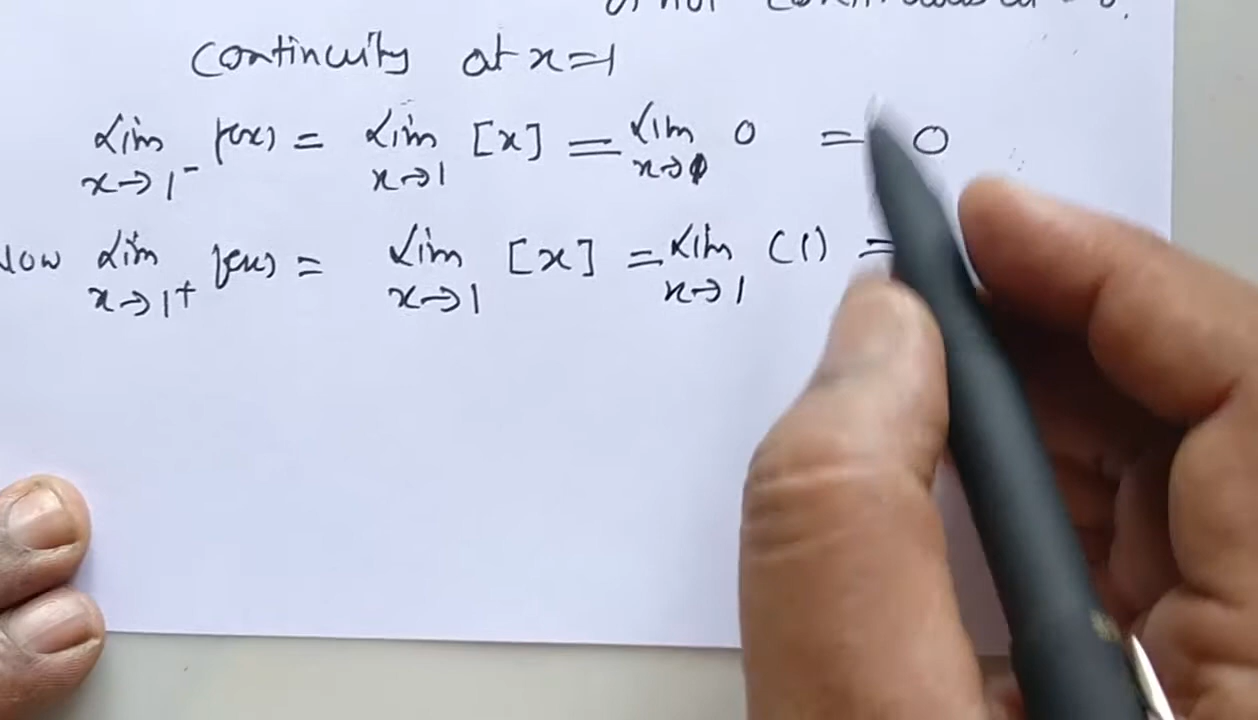 continuity at x=1
Lim x→1⁻ f(x) = Lim x→1 [x] = Lim x→0 0 = 0
Now Lim x→1⁺ f(x) = Lim x→1 [x] = Lim x→1 (1) =